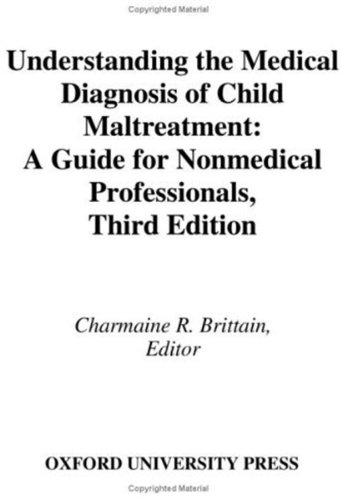 Copyrighted Material
Understanding the Medical
Diagnosis of Child
Maltreatment:
A Guide for Nonmedical
Professionals,
Third Edition
Charmaine R. Brittain,
Editor
OXFORD UNIVERSITY PRESS
Copyrighted Material